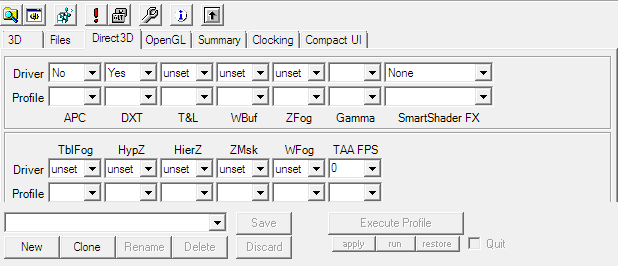 3D Files Direct3D OpenGL Summary Clocking Compact UI
Driver No Yes unset unset unset None
Profile
APC DXT T&L WBuf ZFog Gamma SmartShader FX
TblFog HypZ HierZ ZMsk WFog TAA FPS
Driver unset unset unset unset unset 0
Profile
Save Execute Profile
New Clone Rename Delete Discard apply run restore Quit